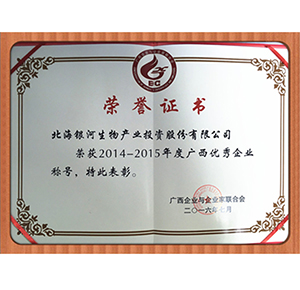 荣誉证书
北海银河生物产业投资股份有限公司
荣获2014-2015年度广西优秀企业
称号，特此表彰。
广西企业与企业家联合会
二〇一六年七月